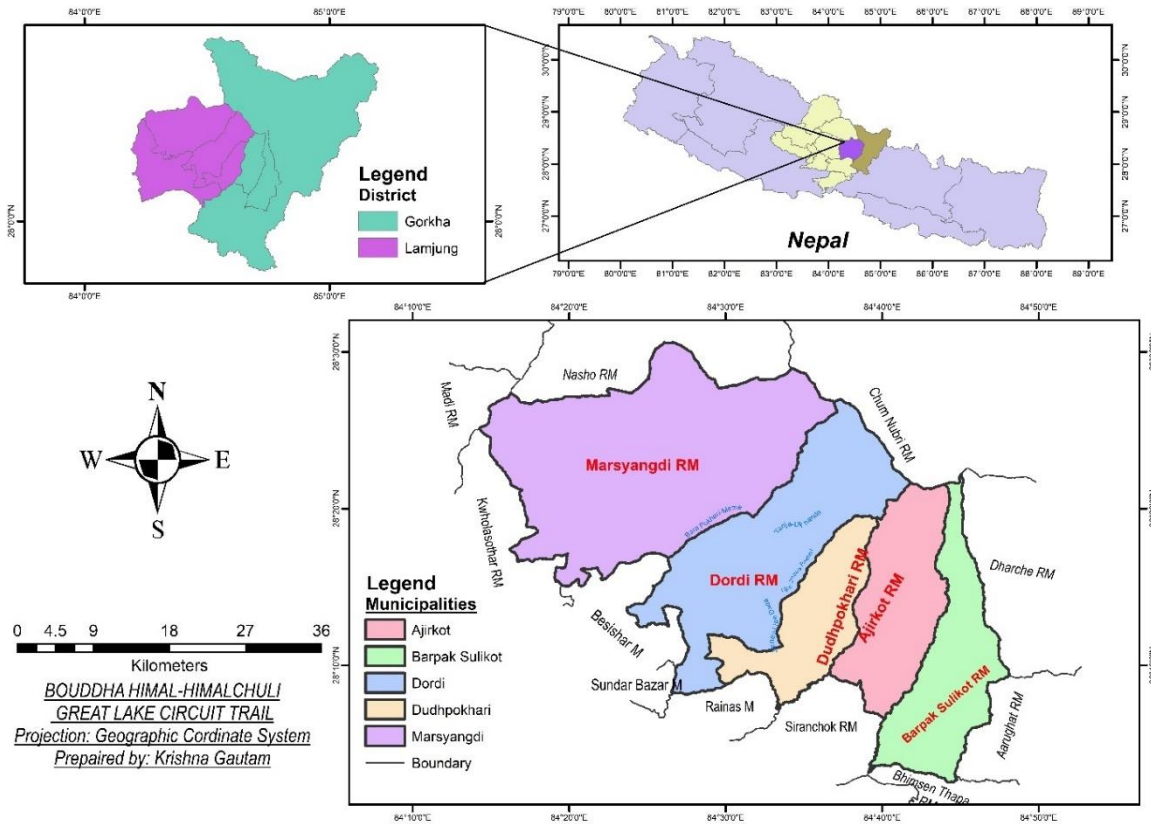 84°0'0"E
85°0'0"E
28°0'0"N
28°0'0"N
Legend
District
Gorkha
Lamjung
84°0'0"E
85°0'0"E
79°0'0"E 80°0'0"E 81°0'0"E 82°0'0"E 83°0'0"E 84°0'0"E 85°0'0"E 86°0'0"E 87°0'0"E 88°0'0"E 89°0'0"E
30°0'0"N
29°0'0"N
28°0'0"N
27°0'0"N
30°0'0"N
29°0'0"N
28°0'0"N
27°0'0"N
Nepal
79°0'0"E 80°0'0"E 81°0'0"E 82°0'0"E 83°0'0"E 84°0'0"E 85°0'0"E 86°0'0"E 87°0'0"E 88°0'0"E 89°0'0"E
N
W E
S
0 4.5 9 18 27 36
Kilometers
BOUDDHA HIMAL-HIMALCHULI
GREAT LAKE CIRCUIT TRAIL
Projection: Geographic Cordinate System
Prepaired by: Krishna Gautam
84°10'0"E 84°20'0"E 84°30'0"E 84°40'0"E 84°50'0"E
28°30'0"N
28°20'0"N
28°10'0"N
Nasho RM
Madi RM
Chum Nubri RM
Marsyangdi RM
Kwholasothar RM
Dordi RM
Dudhpokhari RM
Ajirkot RM
Dharche RM
Besishar M
Sundar Bazar M
Rainas M
Siranchok RM
Barpak Sulikot RM
Aarughat RM
Bhimsen Thapa
Legend
Municipalities
Ajirkot
Barpak Sulikot
Dordi
Dudhpokhari
Marsyangdi
Boundary
84°10'0"E 84°20'0"E 84°30'0"E 84°40'0"E 84°50'0"E